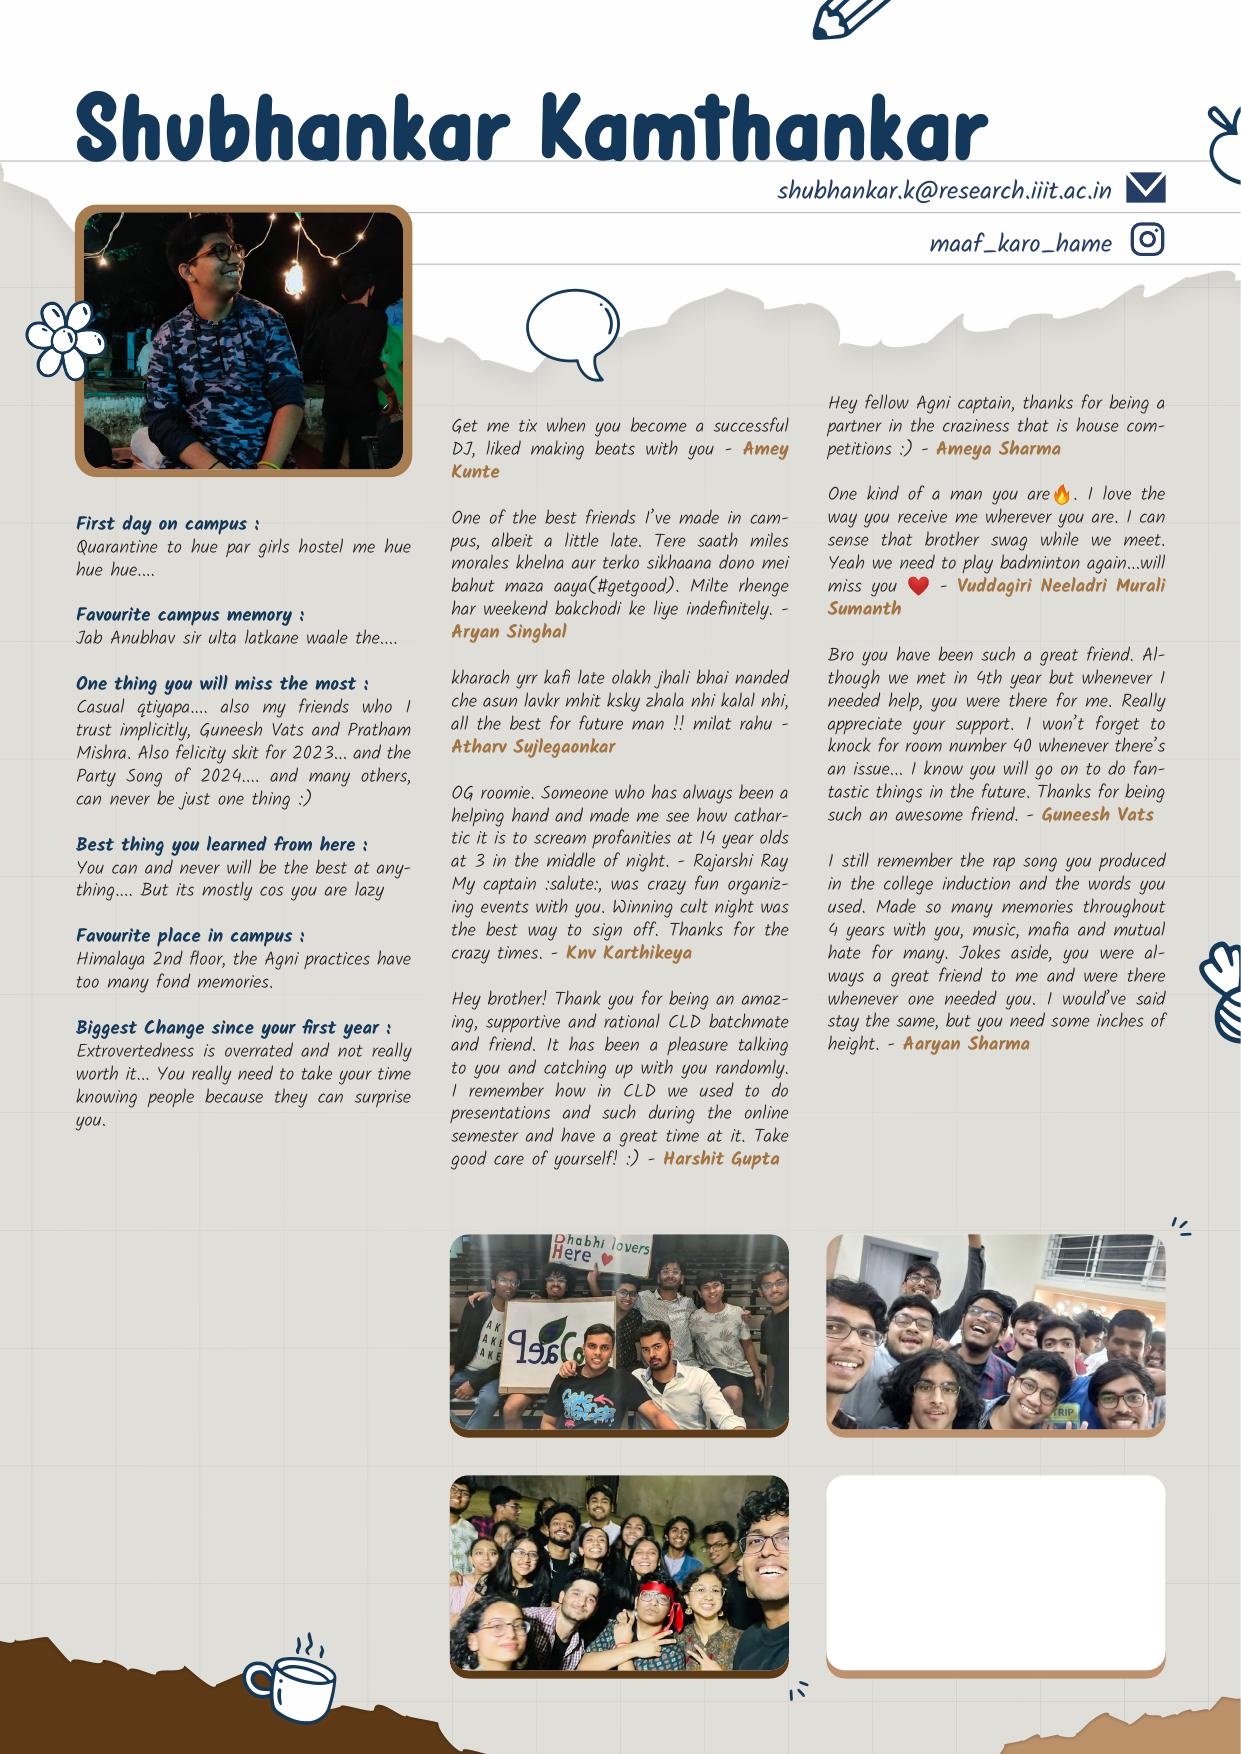 Shubhankar Kamthankar
shubhankar.k@research.iiit.ac.in
maaf_karo_hame
First day on campus :
Quarantine to hue par girls hostel me hue
hue hue....
Favourite campus memory :
Jab Anubhav sir ulta latkane waale the....
One thing you will miss the most :
Casual qtiyapa.... also my friends who I
trust implicitly, Guneesh Vats and Pratham
Mishra. Also felicity skit for 2023... and the
Party Song of 2024.... and many others,
can never be just one thing :)
Best thing you learned from here :
You can and never will be the best at any-
thing.... But its mostly cos you are lazy
Favourite place in campus :
Himalaya 2nd floor, the Agni practices have
too many fond memories.
Biggest Change since your first year :
Extrovertedness is overrated and not really
worth it... You really need to take your time
knowing people because they can surprise
you.
Get me tix when you become a successful
DJ, liked making beats with you - Amey
Kunte
One of the best friends I've made in cam-
pus, albeit a little late. Tere saath miles
morales khelna aur terko sikhaana dono mei
bahut maza aaya(#getgood). Milte rhenge
har weekend bakchodi ke liye indefinitely. -
Aryan Singhal
kharach yrr kafi late olakh jhali bhai nanded
che asun lavkr mhit ksky zhala nhi kalal nhi,
all the best for future man !! milat rahu -
Atharv Sujlegaonkar
OG roomie. Someone who has always been a
helping hand and made me see how cathar-
tic it is to scream profanities at 14 year olds
at 3 in the middle of night. - Rajarshi Ray
My captain :salute:, was crazy fun organiz-
ing events with you. Winning cult night was
the best way to sign off. Thanks for the
crazy times. - Knv Karthikeya
Hey brother! Thank you for being an amaz-
ing, supportive and rational CLD batchmate
and friend. It has been a pleasure talking
to you and catching up with you randomly.
I remember how in CLD we used to do
presentations and such during the online
semester and have a great time at it. Take
good care of yourself! :) - Harshit Gupta
Hey fellow Agni captain, thanks for being a
partner in the craziness that is house com-
petitions :) - Ameya Sharma
One kind of a man you are🔥. I love the
way you receive me wherever you are. I can
sense that brother swag while we meet.
Yeah we need to play badminton again...will
miss you ❤️ - Vuddagiri Neeladri Murali
Sumanth
Bro you have been such a great friend. Al-
though we met in 4th year but whenever I
needed help, you were there for me. Really
appreciate your support. I won't forget to
knock for room number 40 whenever there's
an issue... I know you will go on to do fan-
tastic things in the future. Thanks for being
such an awesome friend. - Guneesh Vats
I still remember the rap song you produced
in the college induction and the words you
used. Made so many memories throughout
4 years with you, music, mafia and mutual
hate for many. Jokes aside, you were al-
ways a great friend to me and were there
whenever one needed you. I would've said
stay the same, but you need some inches of
height. - Aaryan Sharma
Bhabhi lovers
Here
TRIP